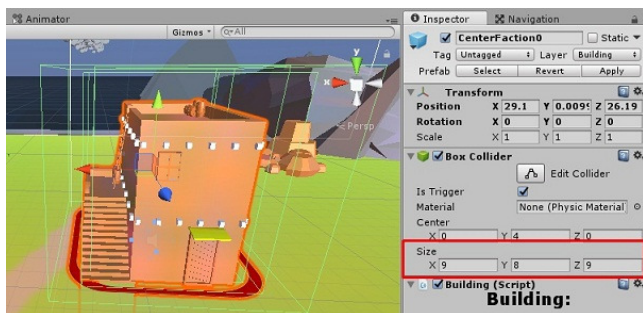 Animator
Gizmos
All
y
x
Persp
Inspector
Navigation
CenterFaction0
Static
Tag Untagged Layer Building
Prefab Select Revert Apply
Transform
Position X 29.1 Y 0.009 Z 26.19
Rotation X 0 Y 0 Z 0
Scale X 1 Y 1 Z 1
Box Collider
Edit Collider
Is Trigger
Material None (Physic Material
Center
X 0 Y 4 Z 0
Size
X 9 Y 8 Z 9
Building (Script)
Building: